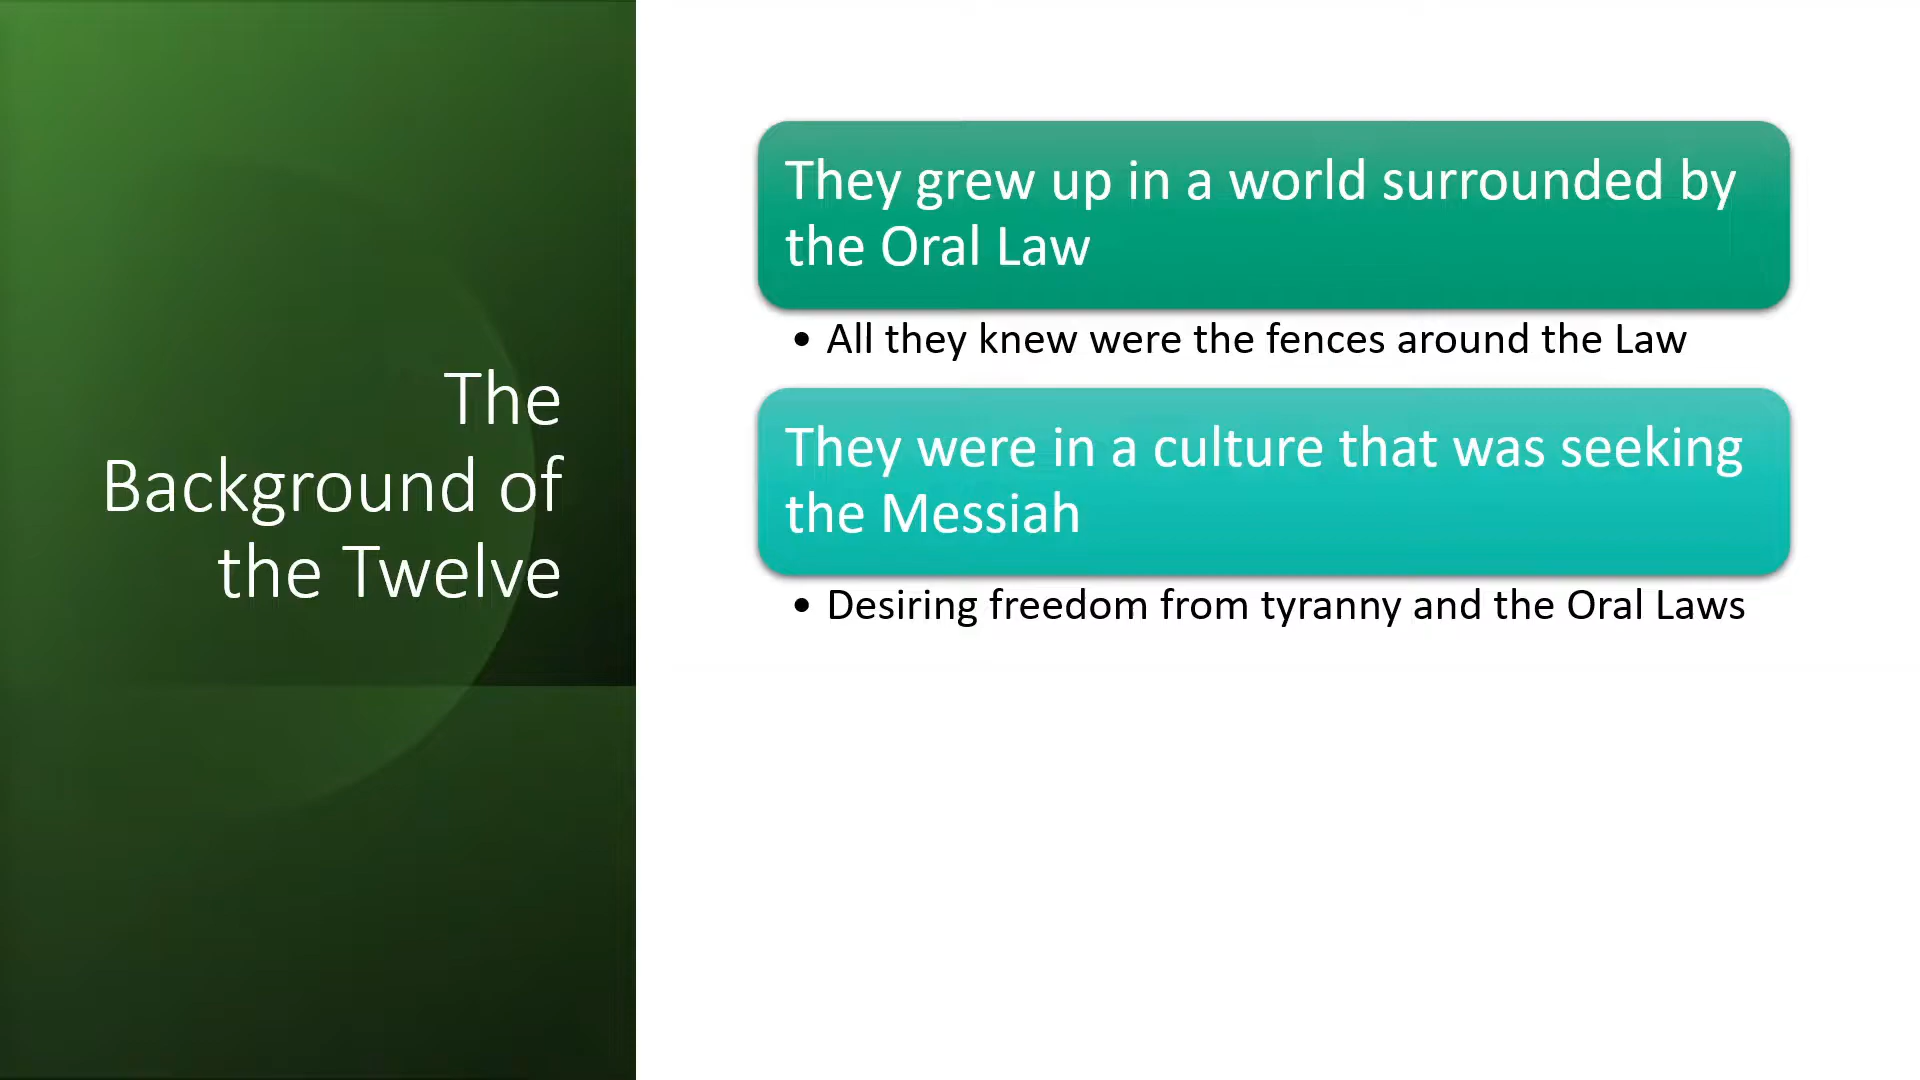 The
Background of
the Twelve
They grew up in a world surrounded by
the Oral Law
• All they knew were the fences around the Law
They were in a culture that was seeking
the Messiah
• Desiring freedom from tyranny and the Oral Laws